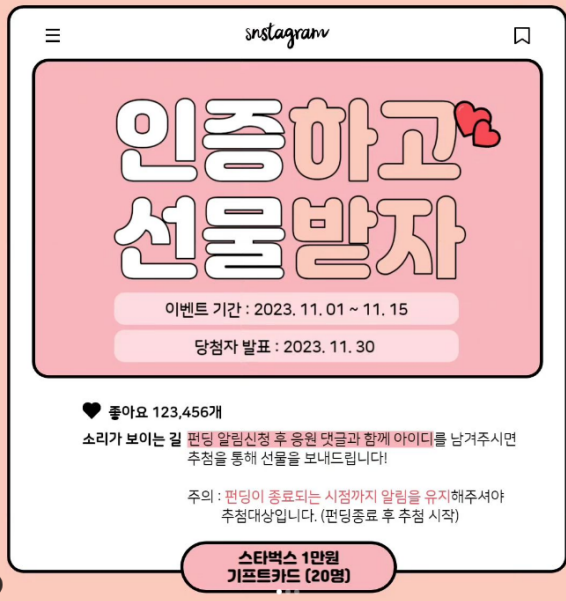 snstagram
인증하고
선물받자
이벤트 기간 : 2023. 11. 01 ~ 11. 15
당첨자 발표 : 2023. 11. 30
좋아요 123,456개
소리가 보이는 길 펀딩 알림신청 후 응원 댓글과 함께 아이디를 남겨주시면
추첨을 통해 선물을 보내드립니다!
주의 : 펀딩이 종료되는 시점까지 알림을 유지해주셔야
추첨대상입니다. (펀딩종료 후 추첨 시작)
스타벅스 1만원
기프트카드 (20명)